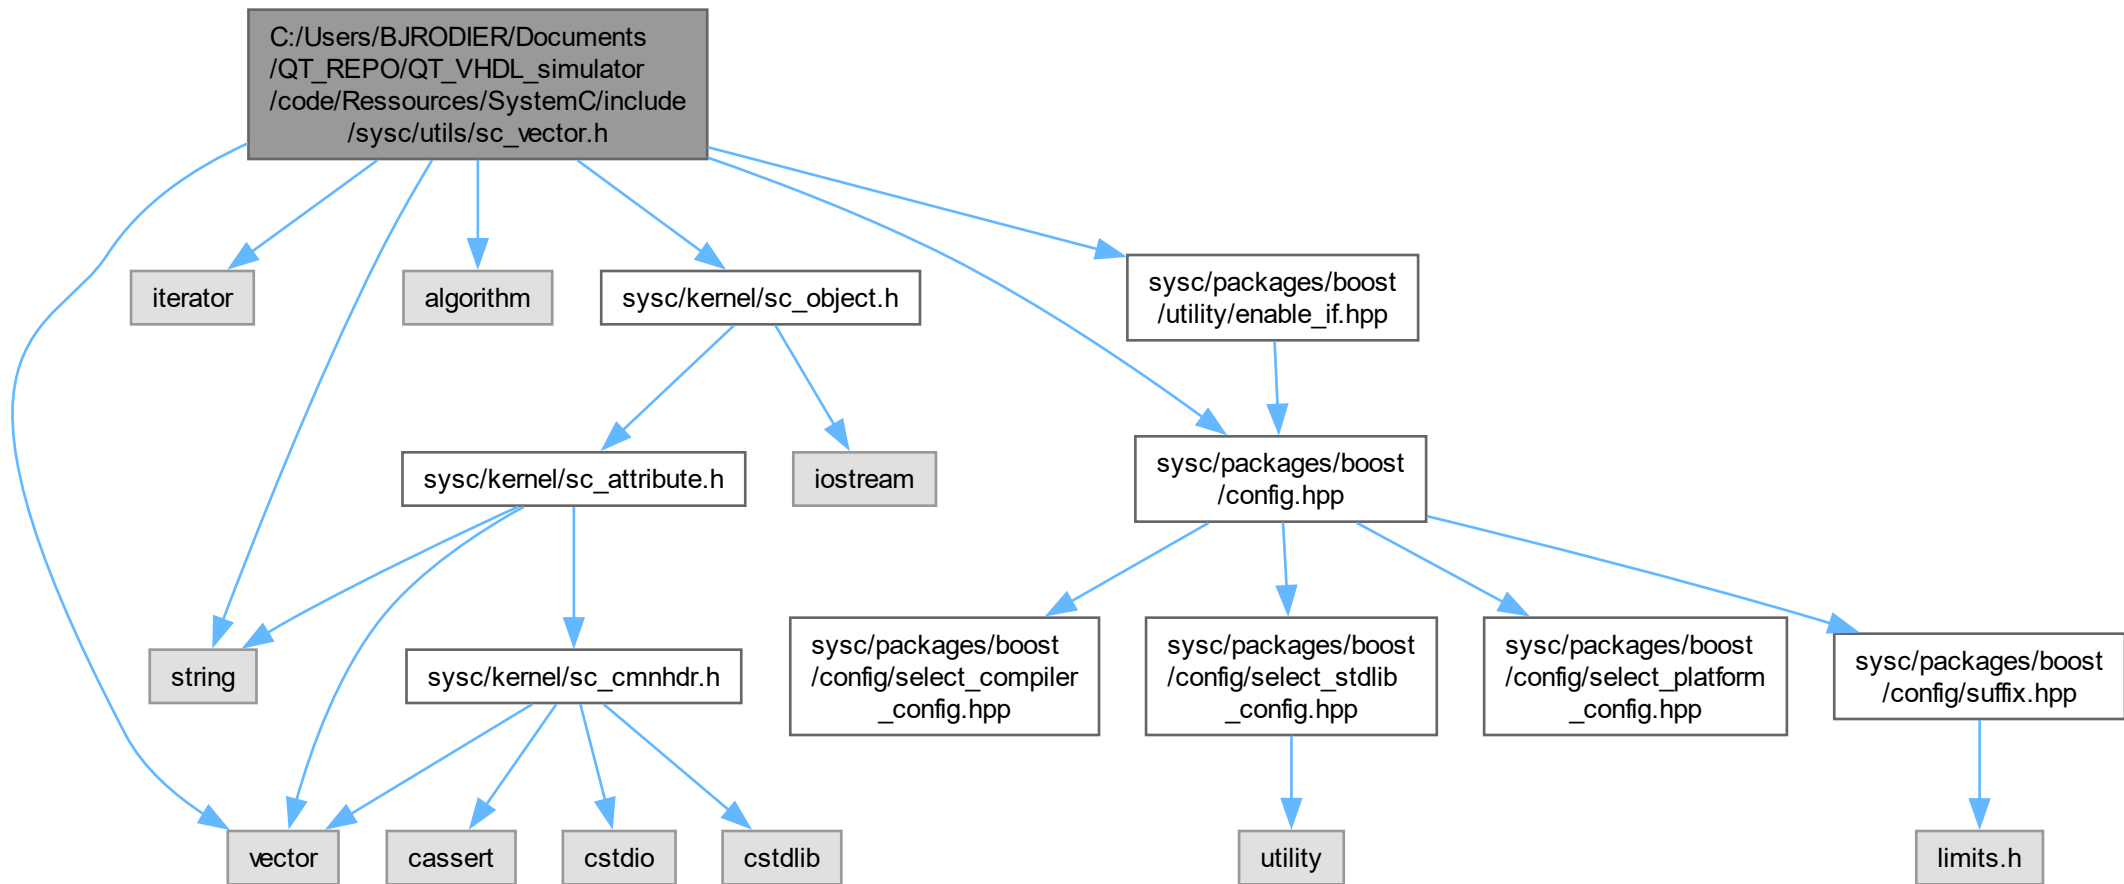 C:/Users/BJRODIER/Documents
/QT_REPO/QT_VHDL_simulator
/code/Ressources/SystemC/include
/sysc/utils/sc_vector.h
iterator
algorithm
sysc/kernel/sc_object.h
sysc/packages/boost
/utility/enable_if.hpp
sysc/kernel/sc_attribute.h
iostream
sysc/packages/boost
/config.hpp
string
sysc/kernel/sc_cmnhdr.h
sysc/packages/boost
/config/select_compiler
_config.hpp
sysc/packages/boost
/config/select_stdlib
_config.hpp
sysc/packages/boost
/config/select_platform
_config.hpp
sysc/packages/boost
/config/suffix.hpp
vector
cassert
cstdio
cstdlib
utility
limits.h